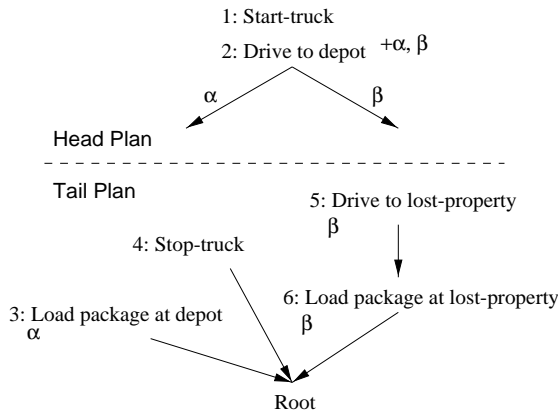 1: Start-truck
2: Drive to depot +α, β
α β
Head Plan
Tail Plan
5: Drive to lost-property
β
4: Stop-truck
6: Load package at lost-property
β
3: Load package at depot
α
Root